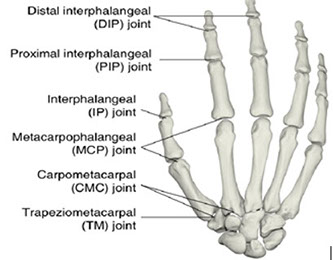 Distal interphalangeal
(DIP) joint
Proximal interphalangeal
(PIP) joint
Interphalangeal
(IP) joint
Metacarpophalangeal
(MCP) joint
Carpometacarpal
(CMC) joint
Trapeziometacarpal
(TM) joint